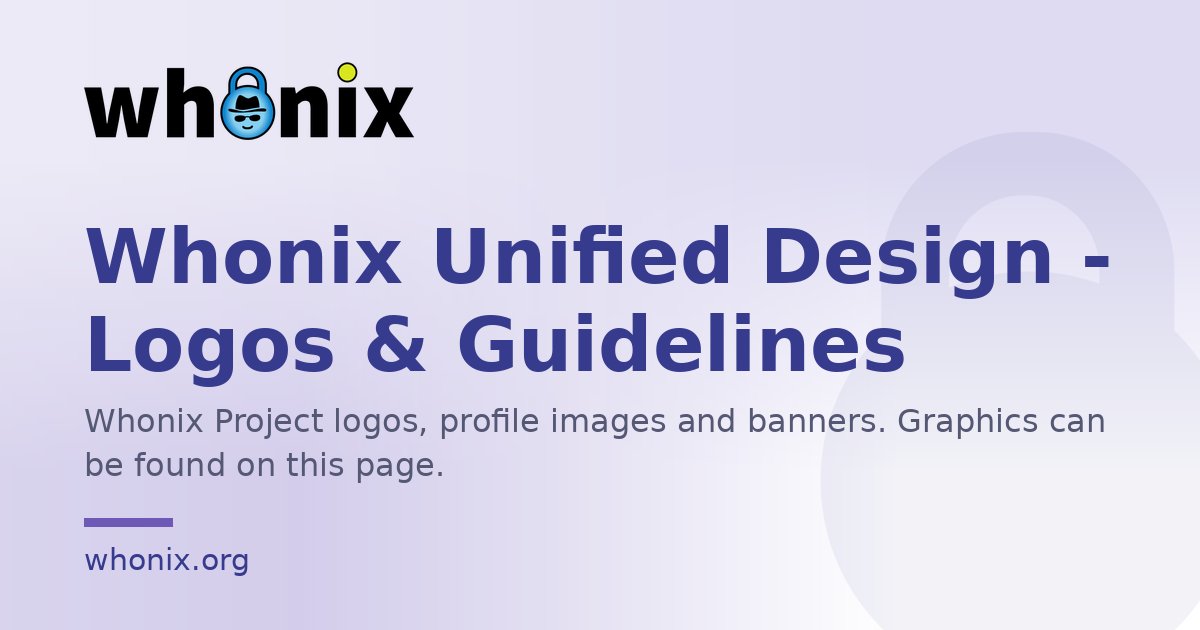 whonix
Whonix Unified Design -
Logos & Guidelines
Whonix Project logos, profile images and banners. Graphics can
be found on this page.
whonix.org